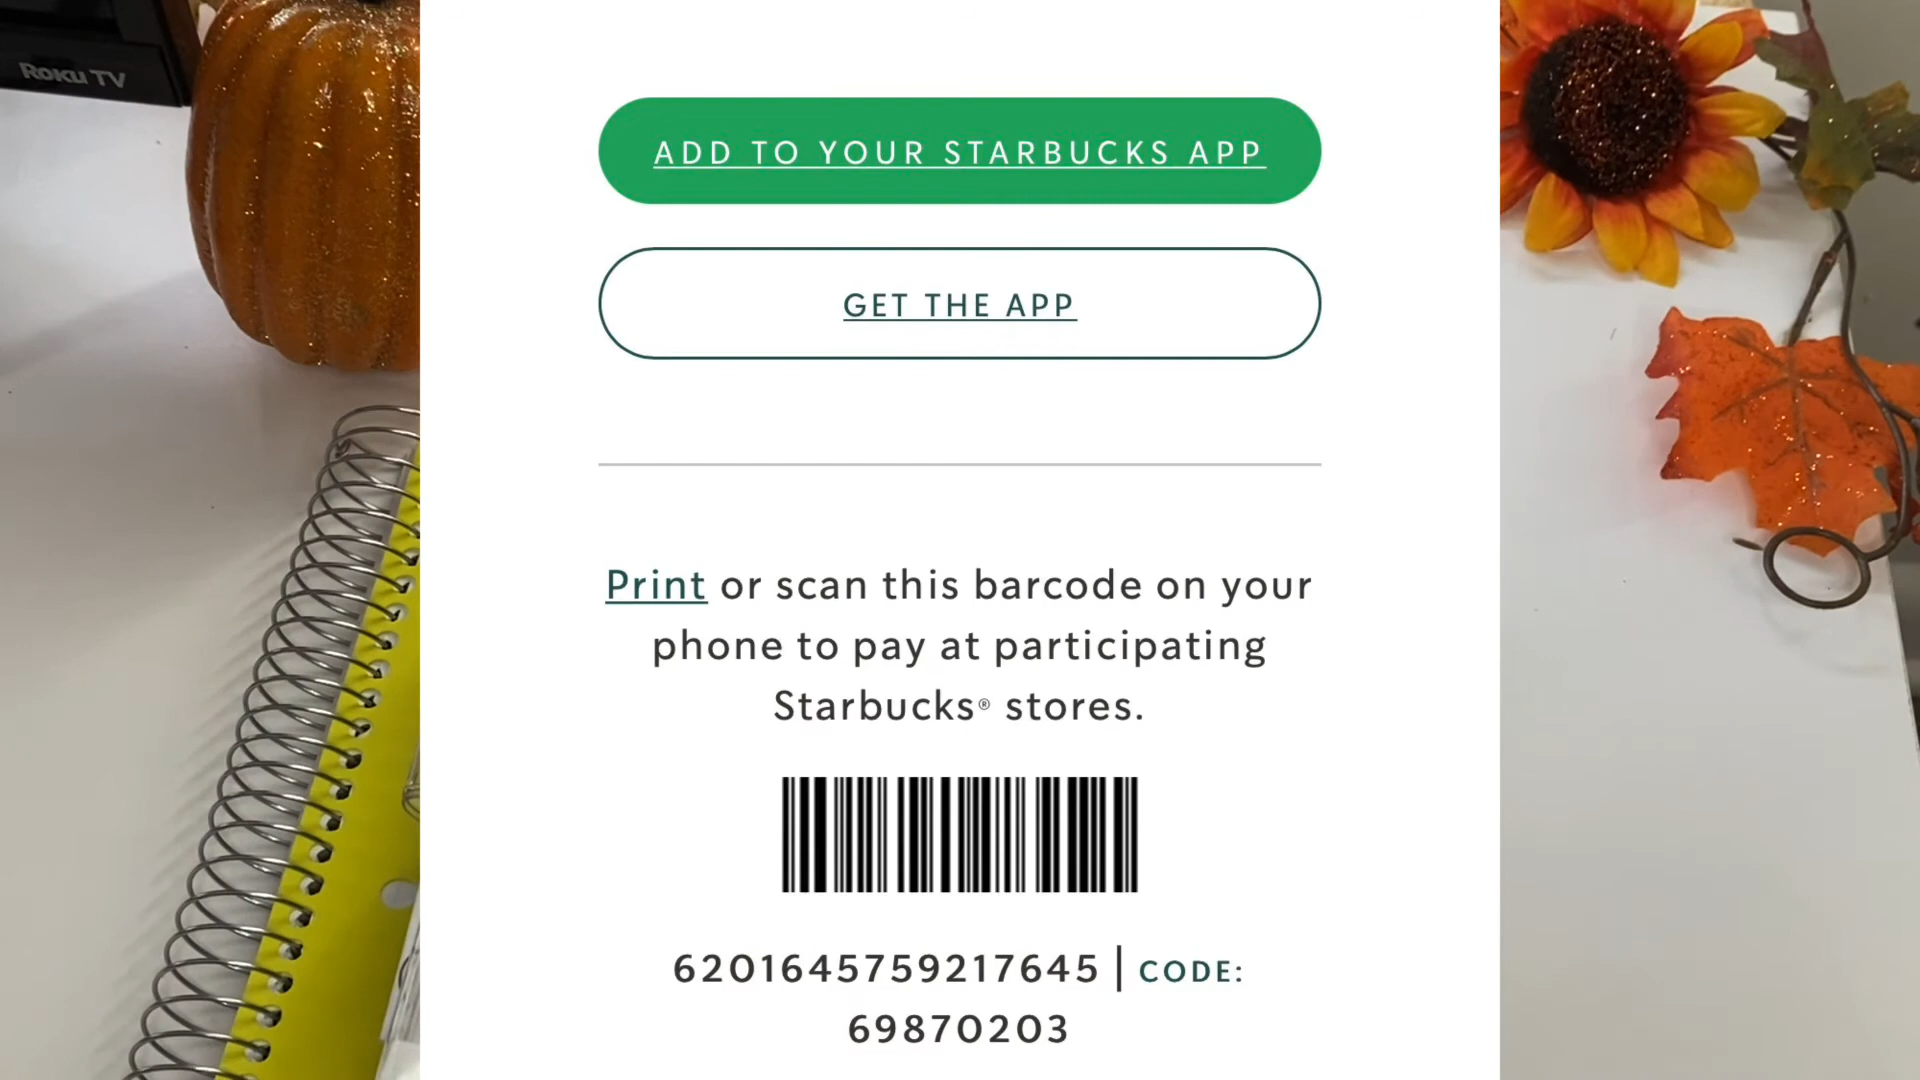 Roku TV
ADD TO YOUR STARBUCKS APP
GET THE APP
Print or scan this barcode on your
phone to pay at participating
Starbucks® stores.
6201645759217645 | CODE:
69870203